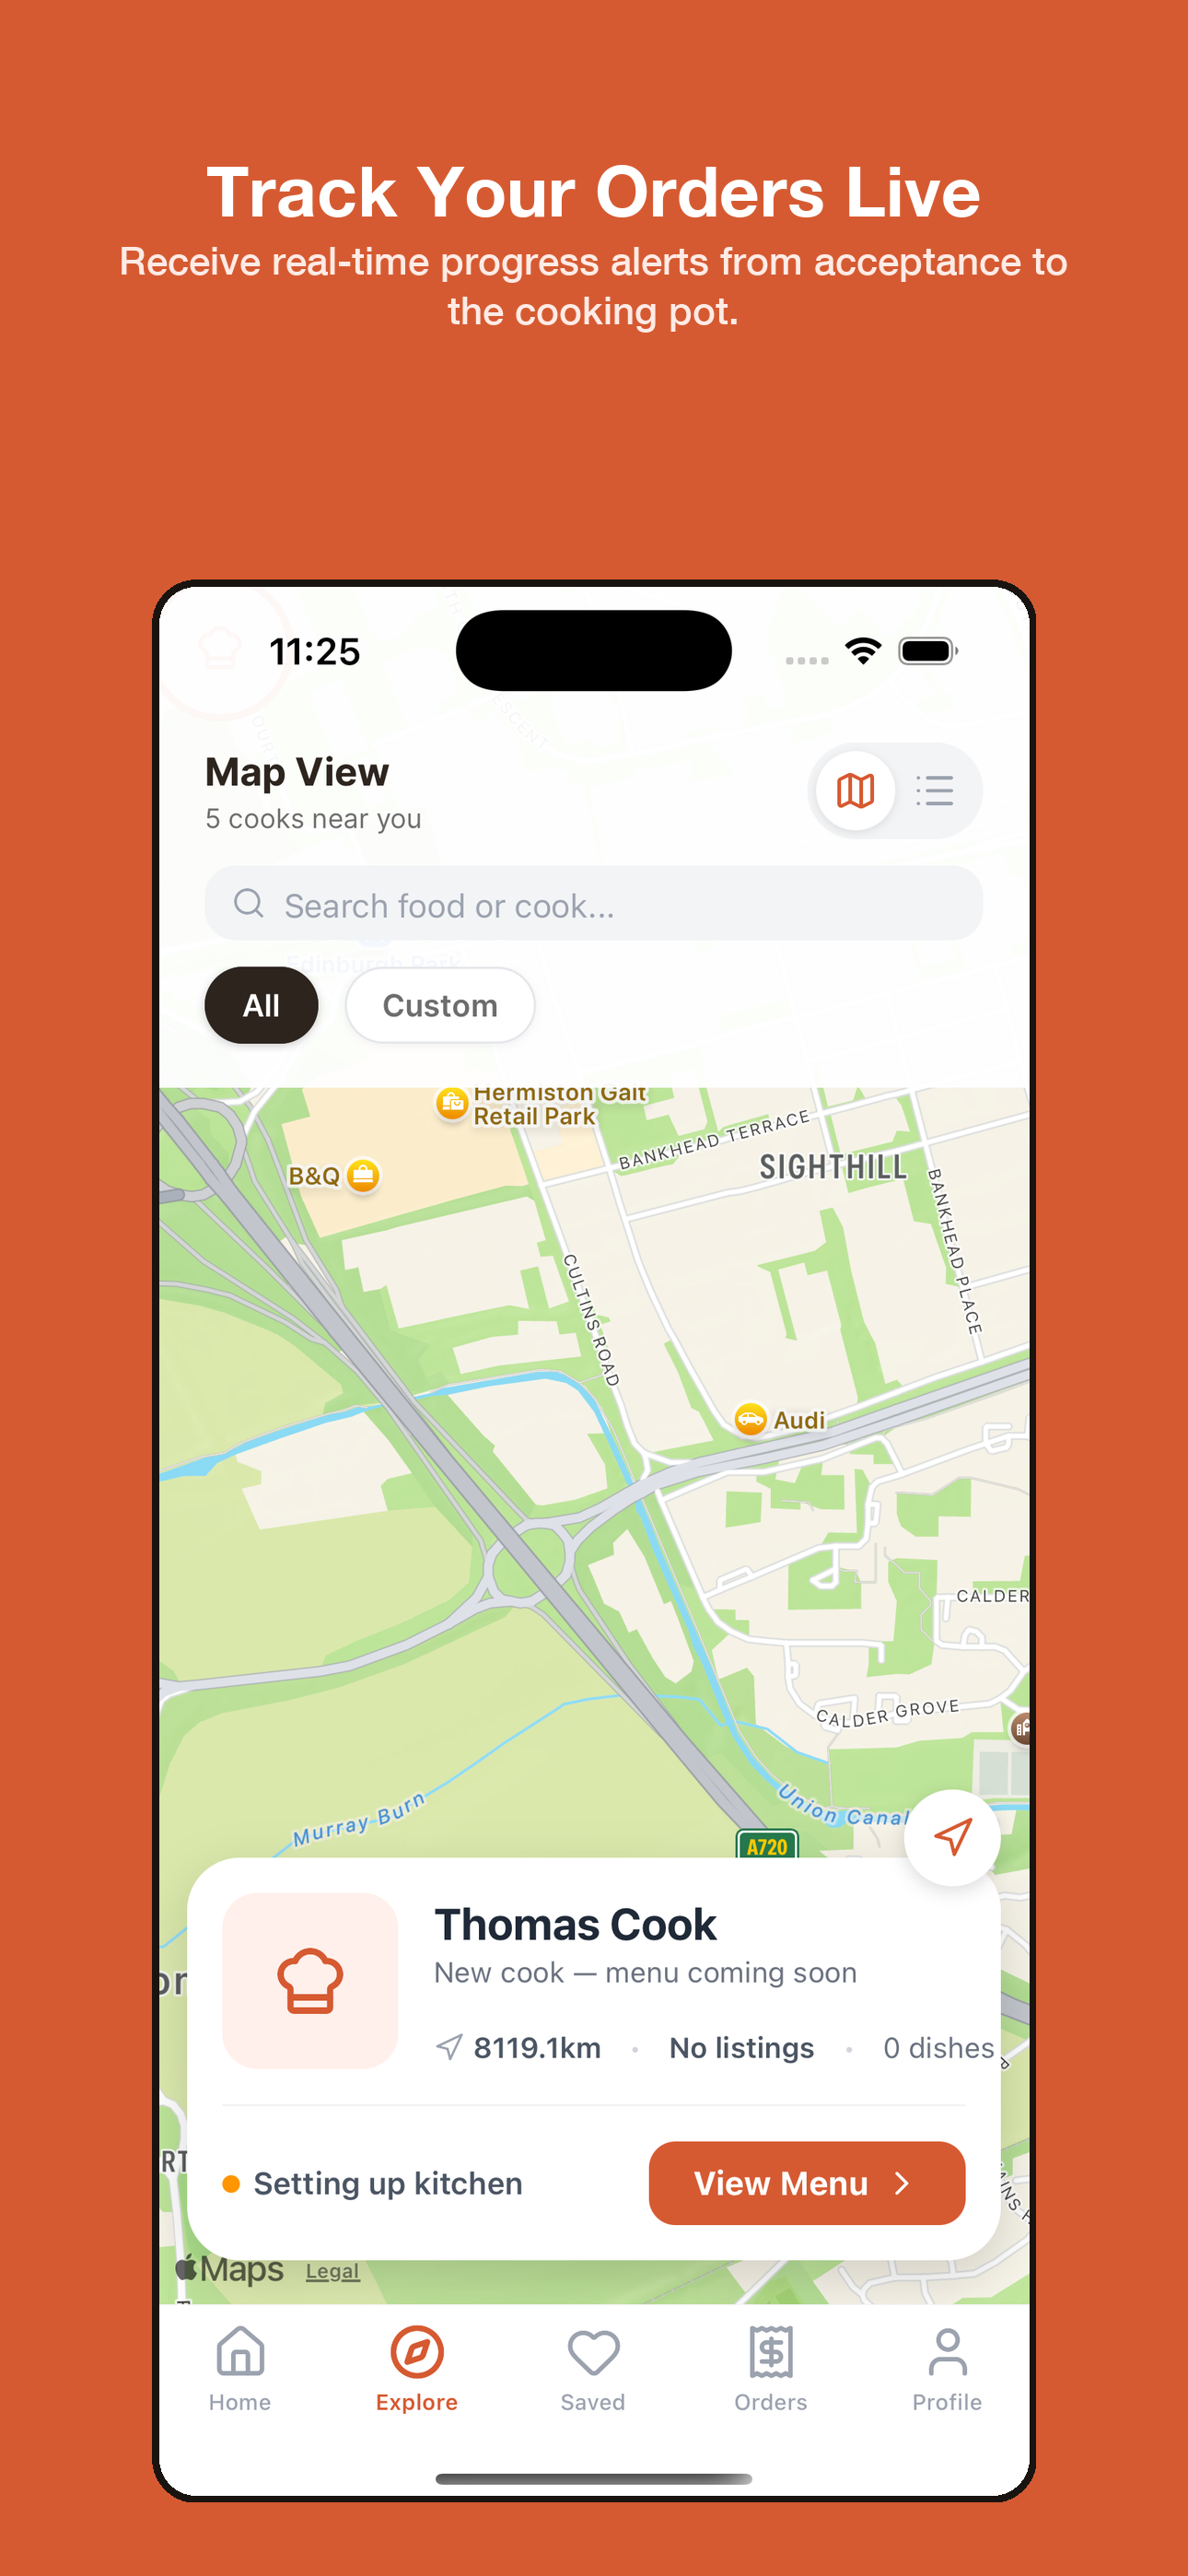 Track Your Orders Live
Receive real-time progress alerts from acceptance to
the cooking pot.
11:25
Map View
5 cooks near you
Search food or cook...
Edinburgh Park
All
Custom
Hermiston Gait
Retail Park
B&Q
BANKHEAD TERRACE
SIGHTHILL
BANKHEAD PLACE
CULTINS ROAD
Audi
CALDER
CALDER GROVE
Murray Burn
Union Canal
A720
Thomas Cook
New cook — menu coming soon
8119.1km • No listings • 0 dishes
Setting up kitchen
View Menu
Maps Legal
Home
Explore
Saved
Orders
Profile